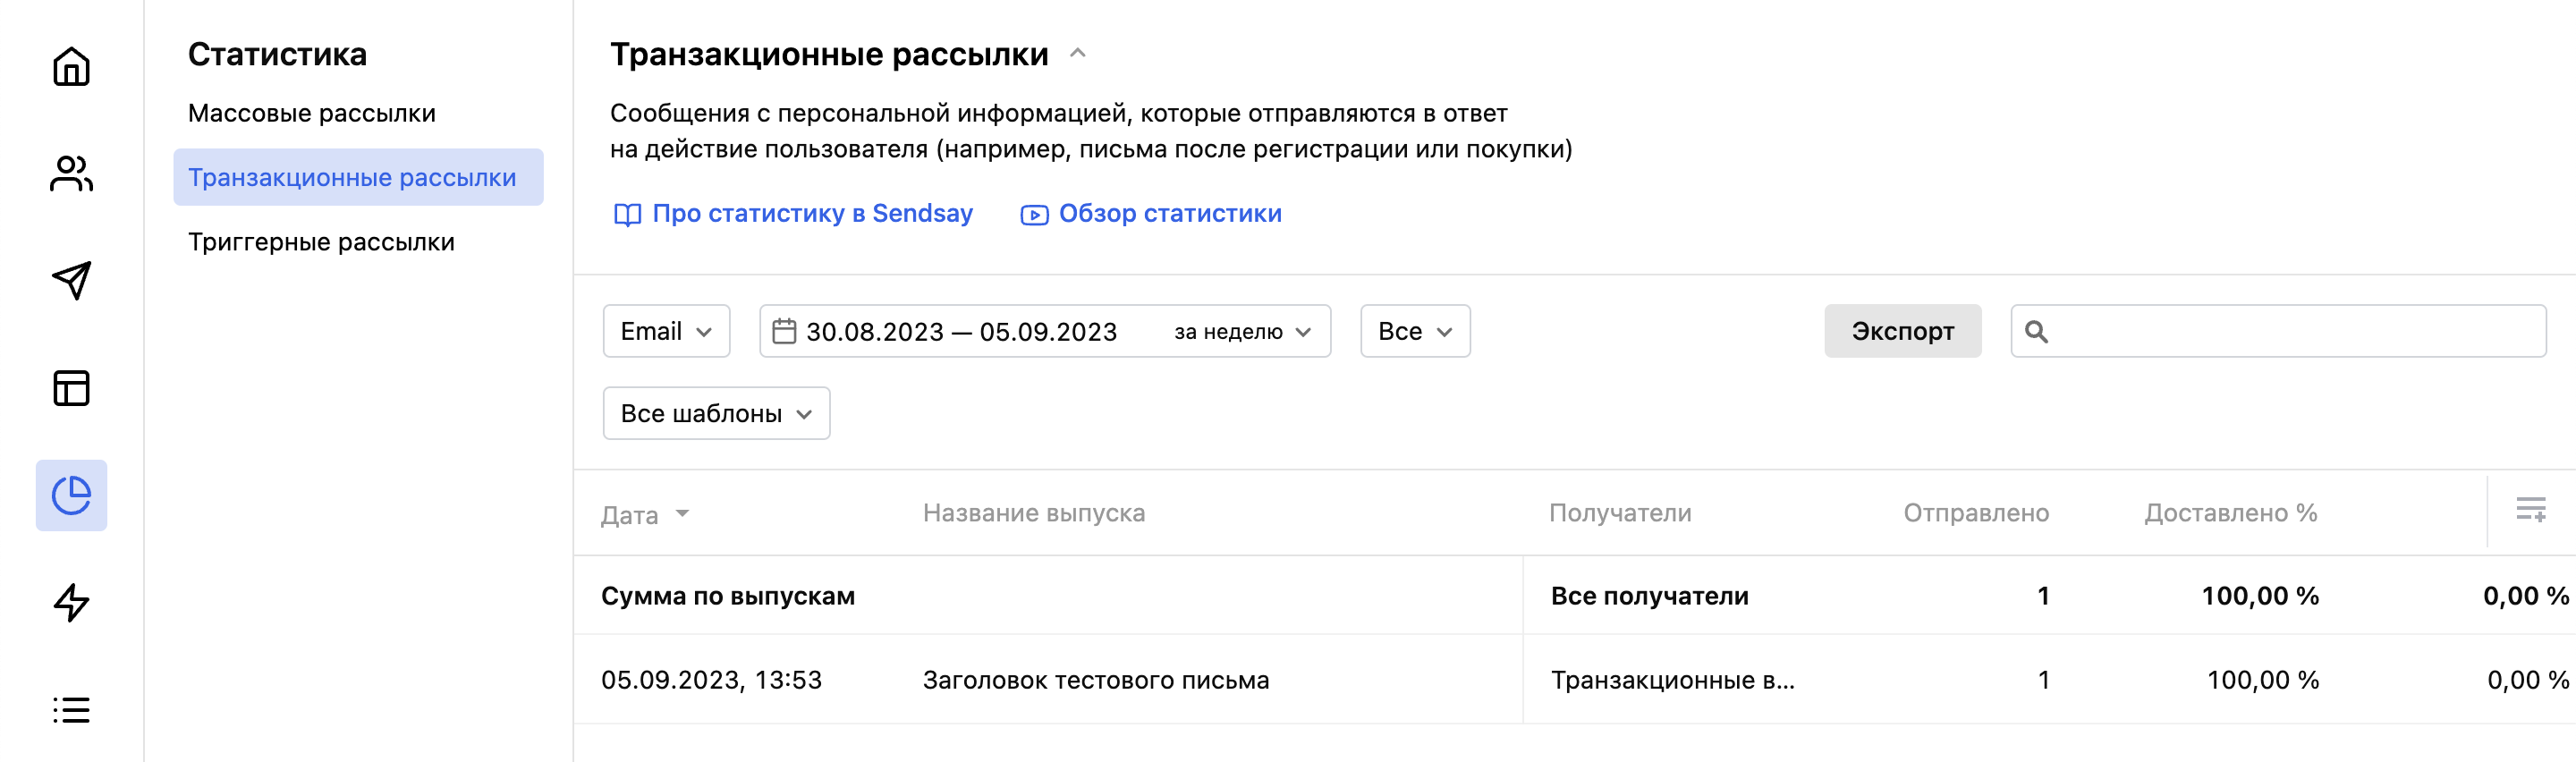 Статистика
Массовые рассылки
Транзакционные рассылки
Триггерные рассылки
Транзакционные рассылки
Сообщения с персональной информацией, которые отправляются в ответ
на действие пользователя (например, письма после регистрации или покупки)
Про статистику в Sendsay
Обзор статистики
Email
30.08.2023 — 05.09.2023 за неделю
Все
Экспорт
Все шаблоны
Дата Название выпуска Получатели Отправлено Доставлено %
Сумма по выпускам Все получатели 1 100,00 % 0,00 %
05.09.2023, 13:53 Заголовок тестового письма Транзакционные в... 1 100,00 % 0,00 %